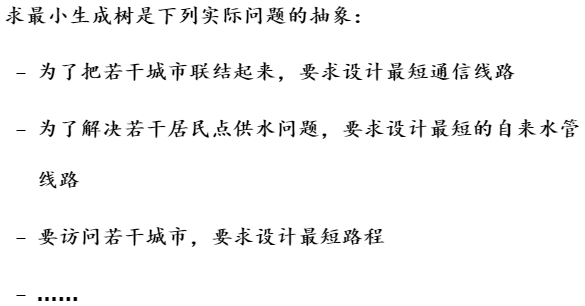 求最小生成树是下列实际问题的抽象：
– 为了把若干城市联结起来，要求设计最短通信线路
– 为了解决若干居民点供水问题，要求设计最短的自来水管
线路
– 要访问若干城市，要求设计最短路程
– ……